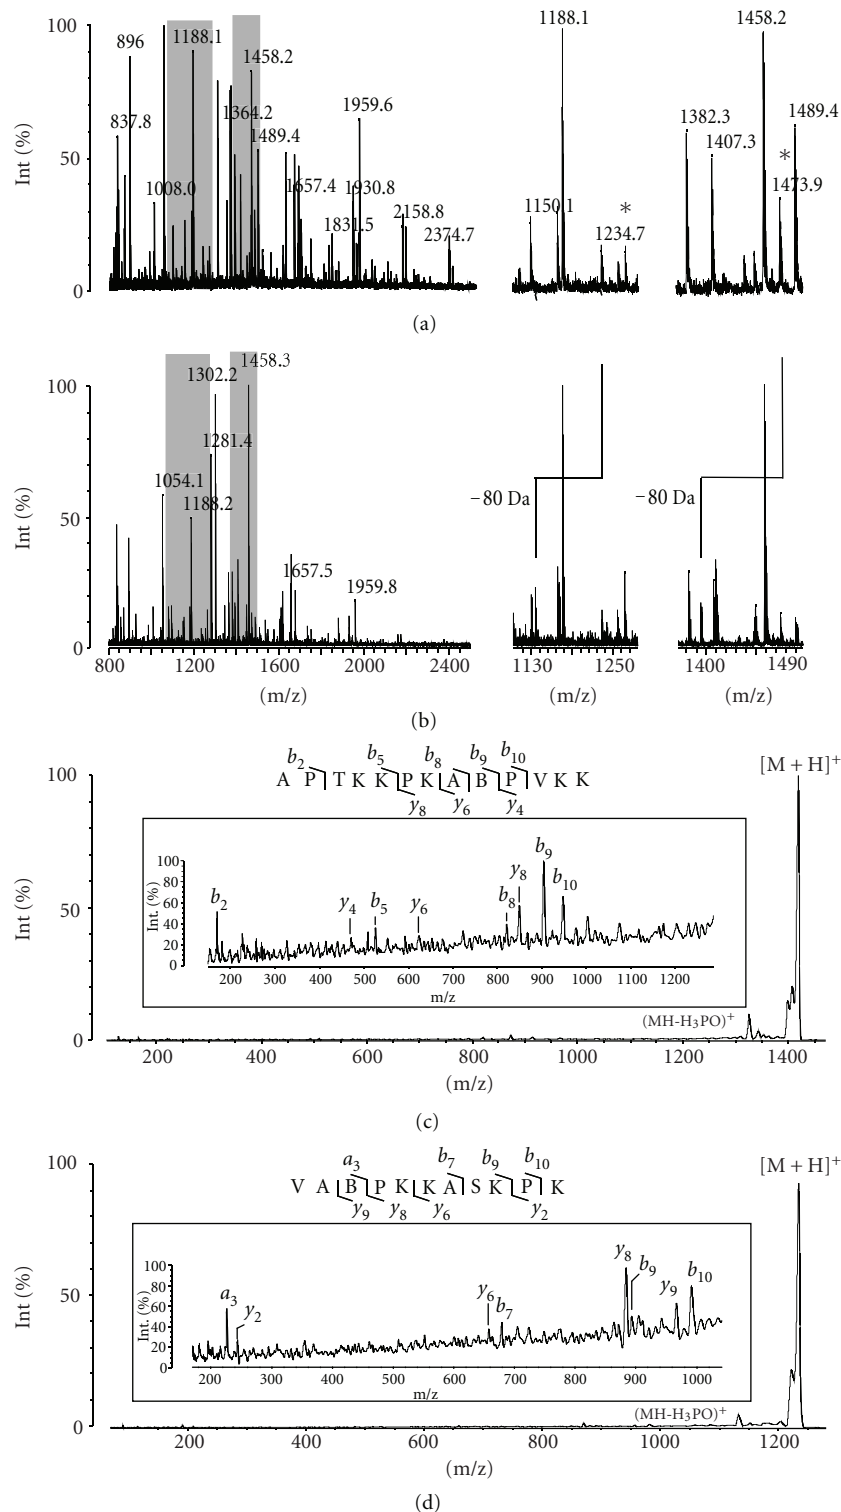 100
50
0
Int (%)
837.8
896
1008.0
1188.1
1364.2
1458.2
1489.4
1657.4
1831.5
1959.6
1930.8
2158.8
2374.7
1150.1
1188.1
*
1234.7
1382.3
1407.3
1458.2
*
1473.9
1489.4
(a)
100
50
0
Int (%)
1054.1
1188.2
1302.2
1281.4
1458.3
1657.5
1959.8
−80 Da
−80 Da
800 1200 1600 2000 2400
1130 1250
1400 1490
(m/z) (m/z) (m/z)
(b)
b2 b5 b8 b9 b10
A P T K K P K A B P V K K
y8 y6 y4
[M + H]+
100
50
0
Int (%)
100
80
60
40
20
0
Int. (%)
b2 y4 b5 y6 b8 y8 b9 b10
200 300 400 500 600 700 800 900 1000 1100 1200
m/z
(MH-H3PO)+
200 400 600 800 1000 1200 1400
(m/z)
(c)
a3 b7 b9 b10
V A B P K K A S K P K
y9 y8 y6 y2
[M + H]+
100
50
0
Int (%)
100
80
60
40
20
0
Int. (%)
a3 y2 y6 b7 y8 b9 y9 b10
200 300 400 500 600 700 800 900 1000
m/z
(MH-H3PO)+
200 400 600 800 1000 1200
(m/z)
(d)